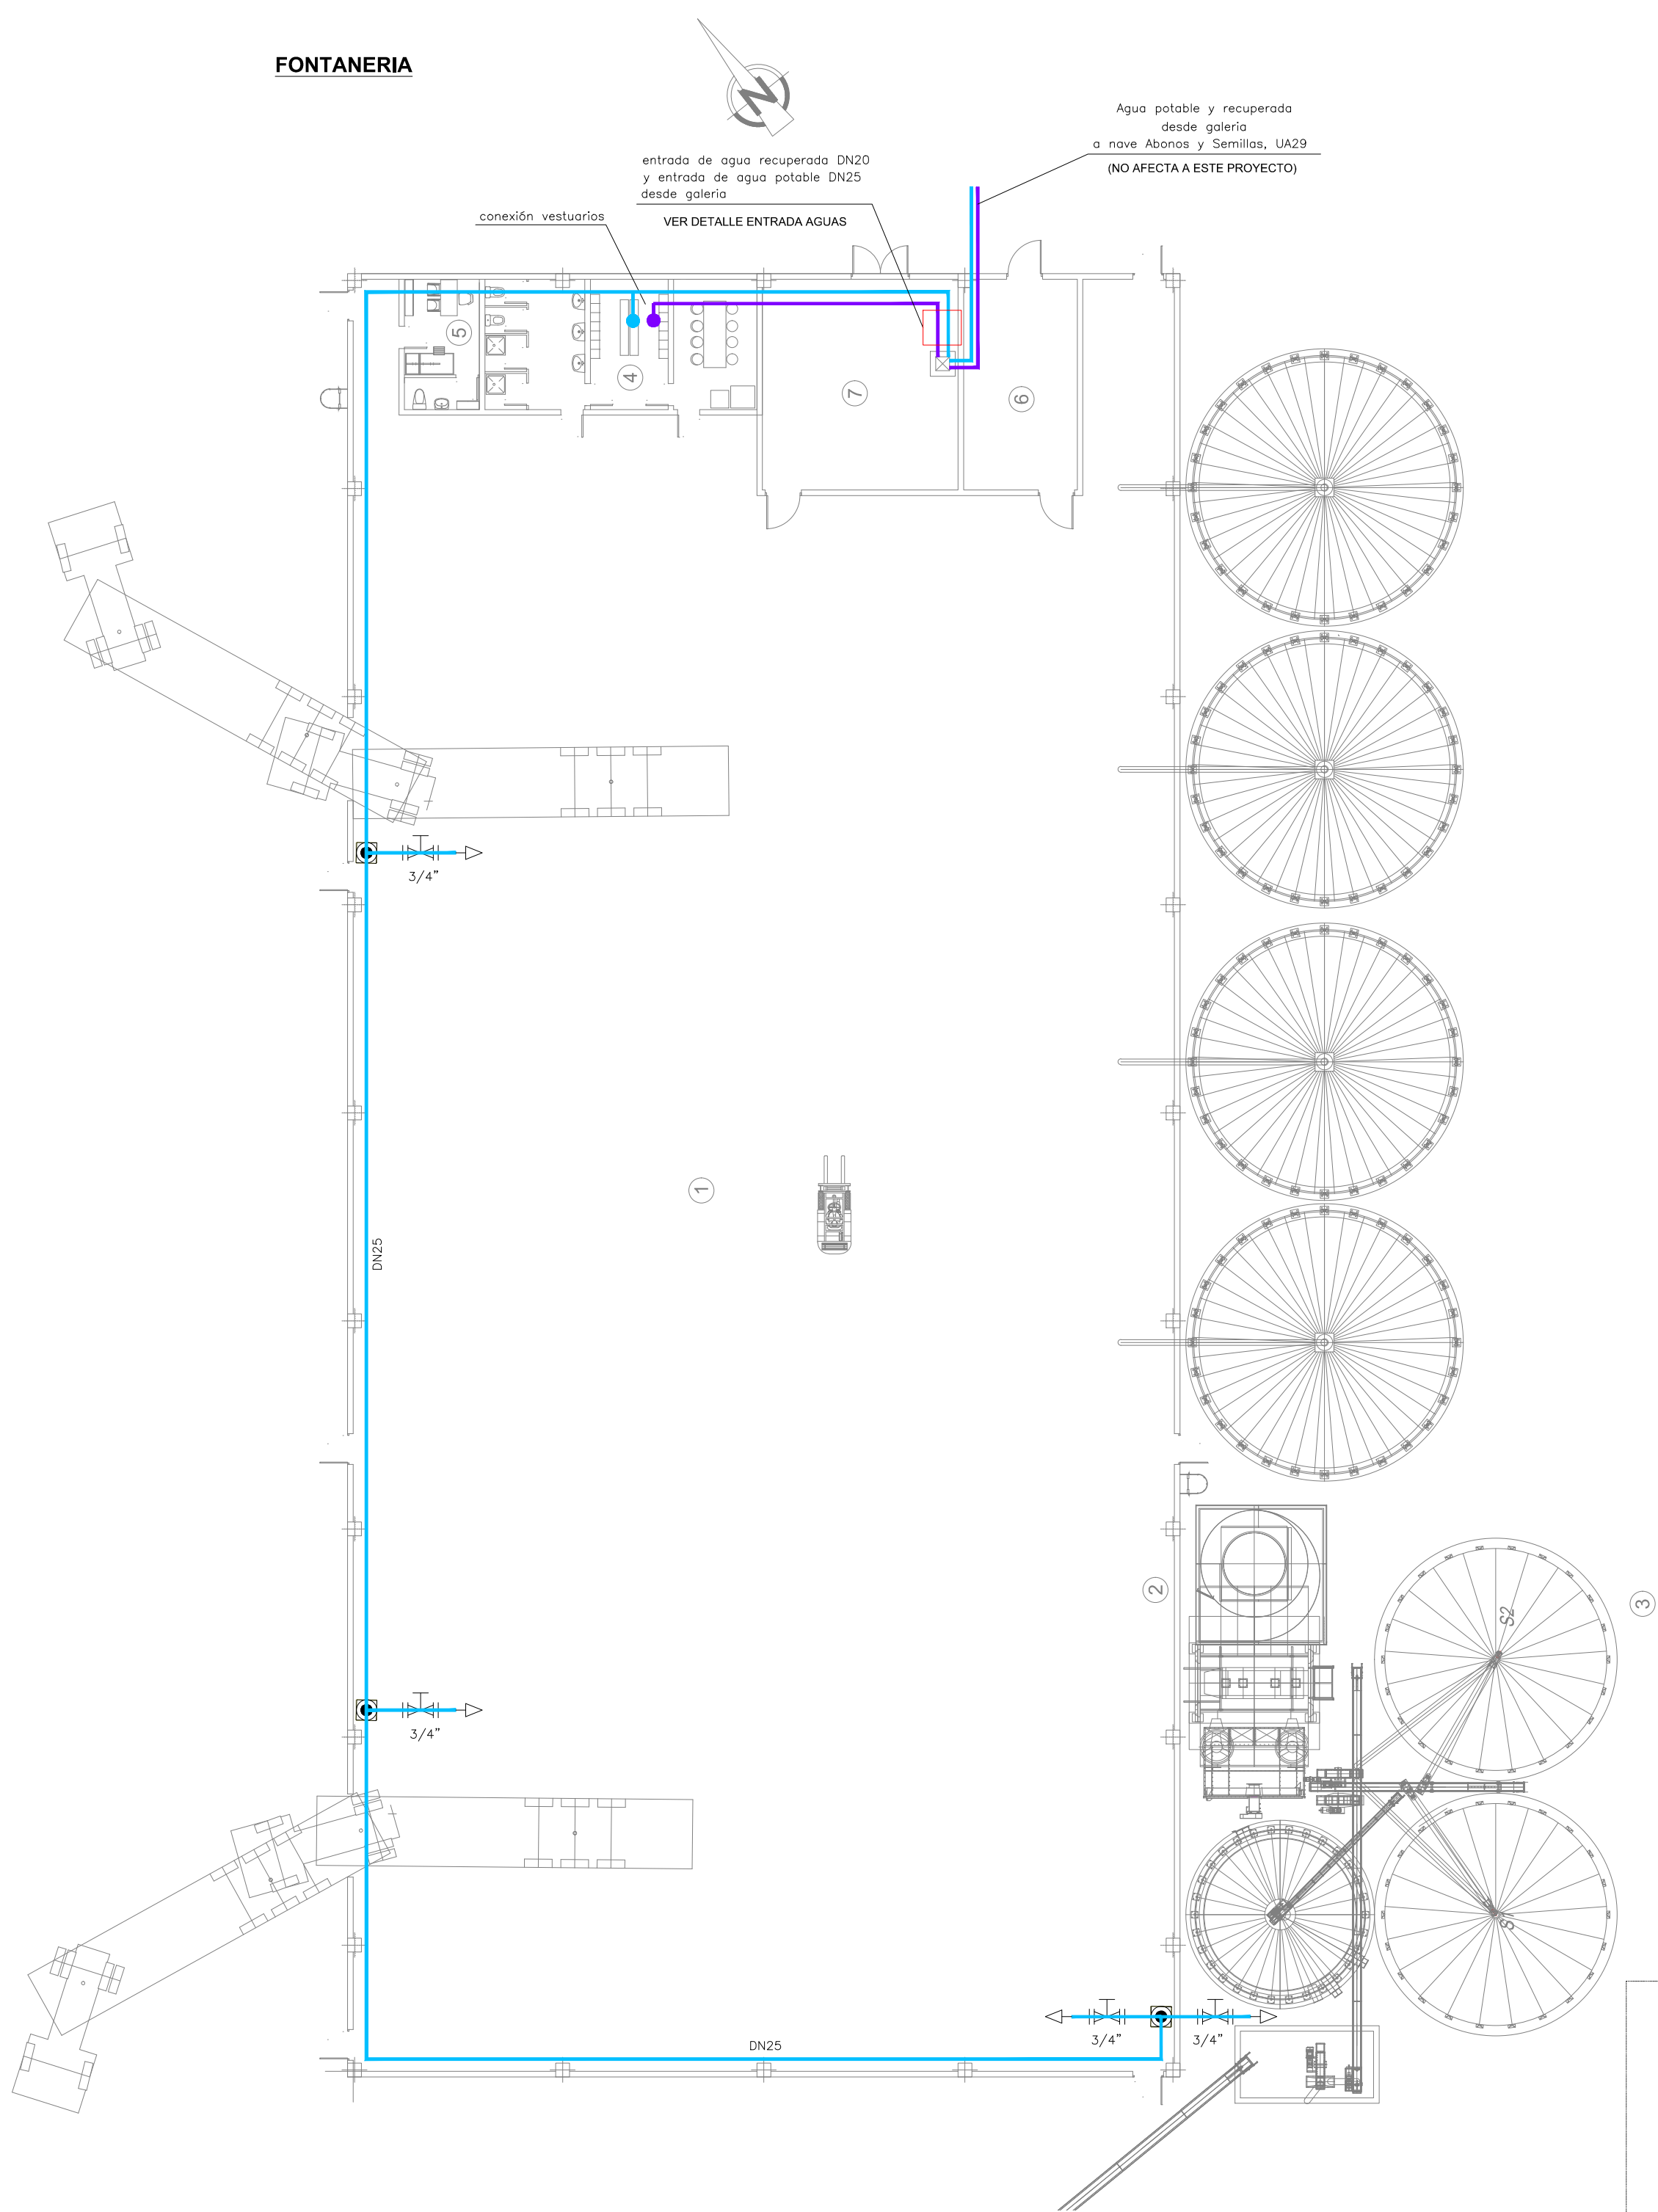 FONTANERIA
N
Agua potable y recuperada
desde galeria
a nave Abonos y Semillas, UA29
(NO AFECTA A ESTE PROYECTO)
entrada de agua recuperada DN20
y entrada de agua potable DN25
desde galeria
VER DETALLE ENTRADA AGUAS
conexión vestuarios
5
4
7
6
3/4"
1
DN25
2
3
S2
3/4"
S1
3/4"
3/4"
DN25